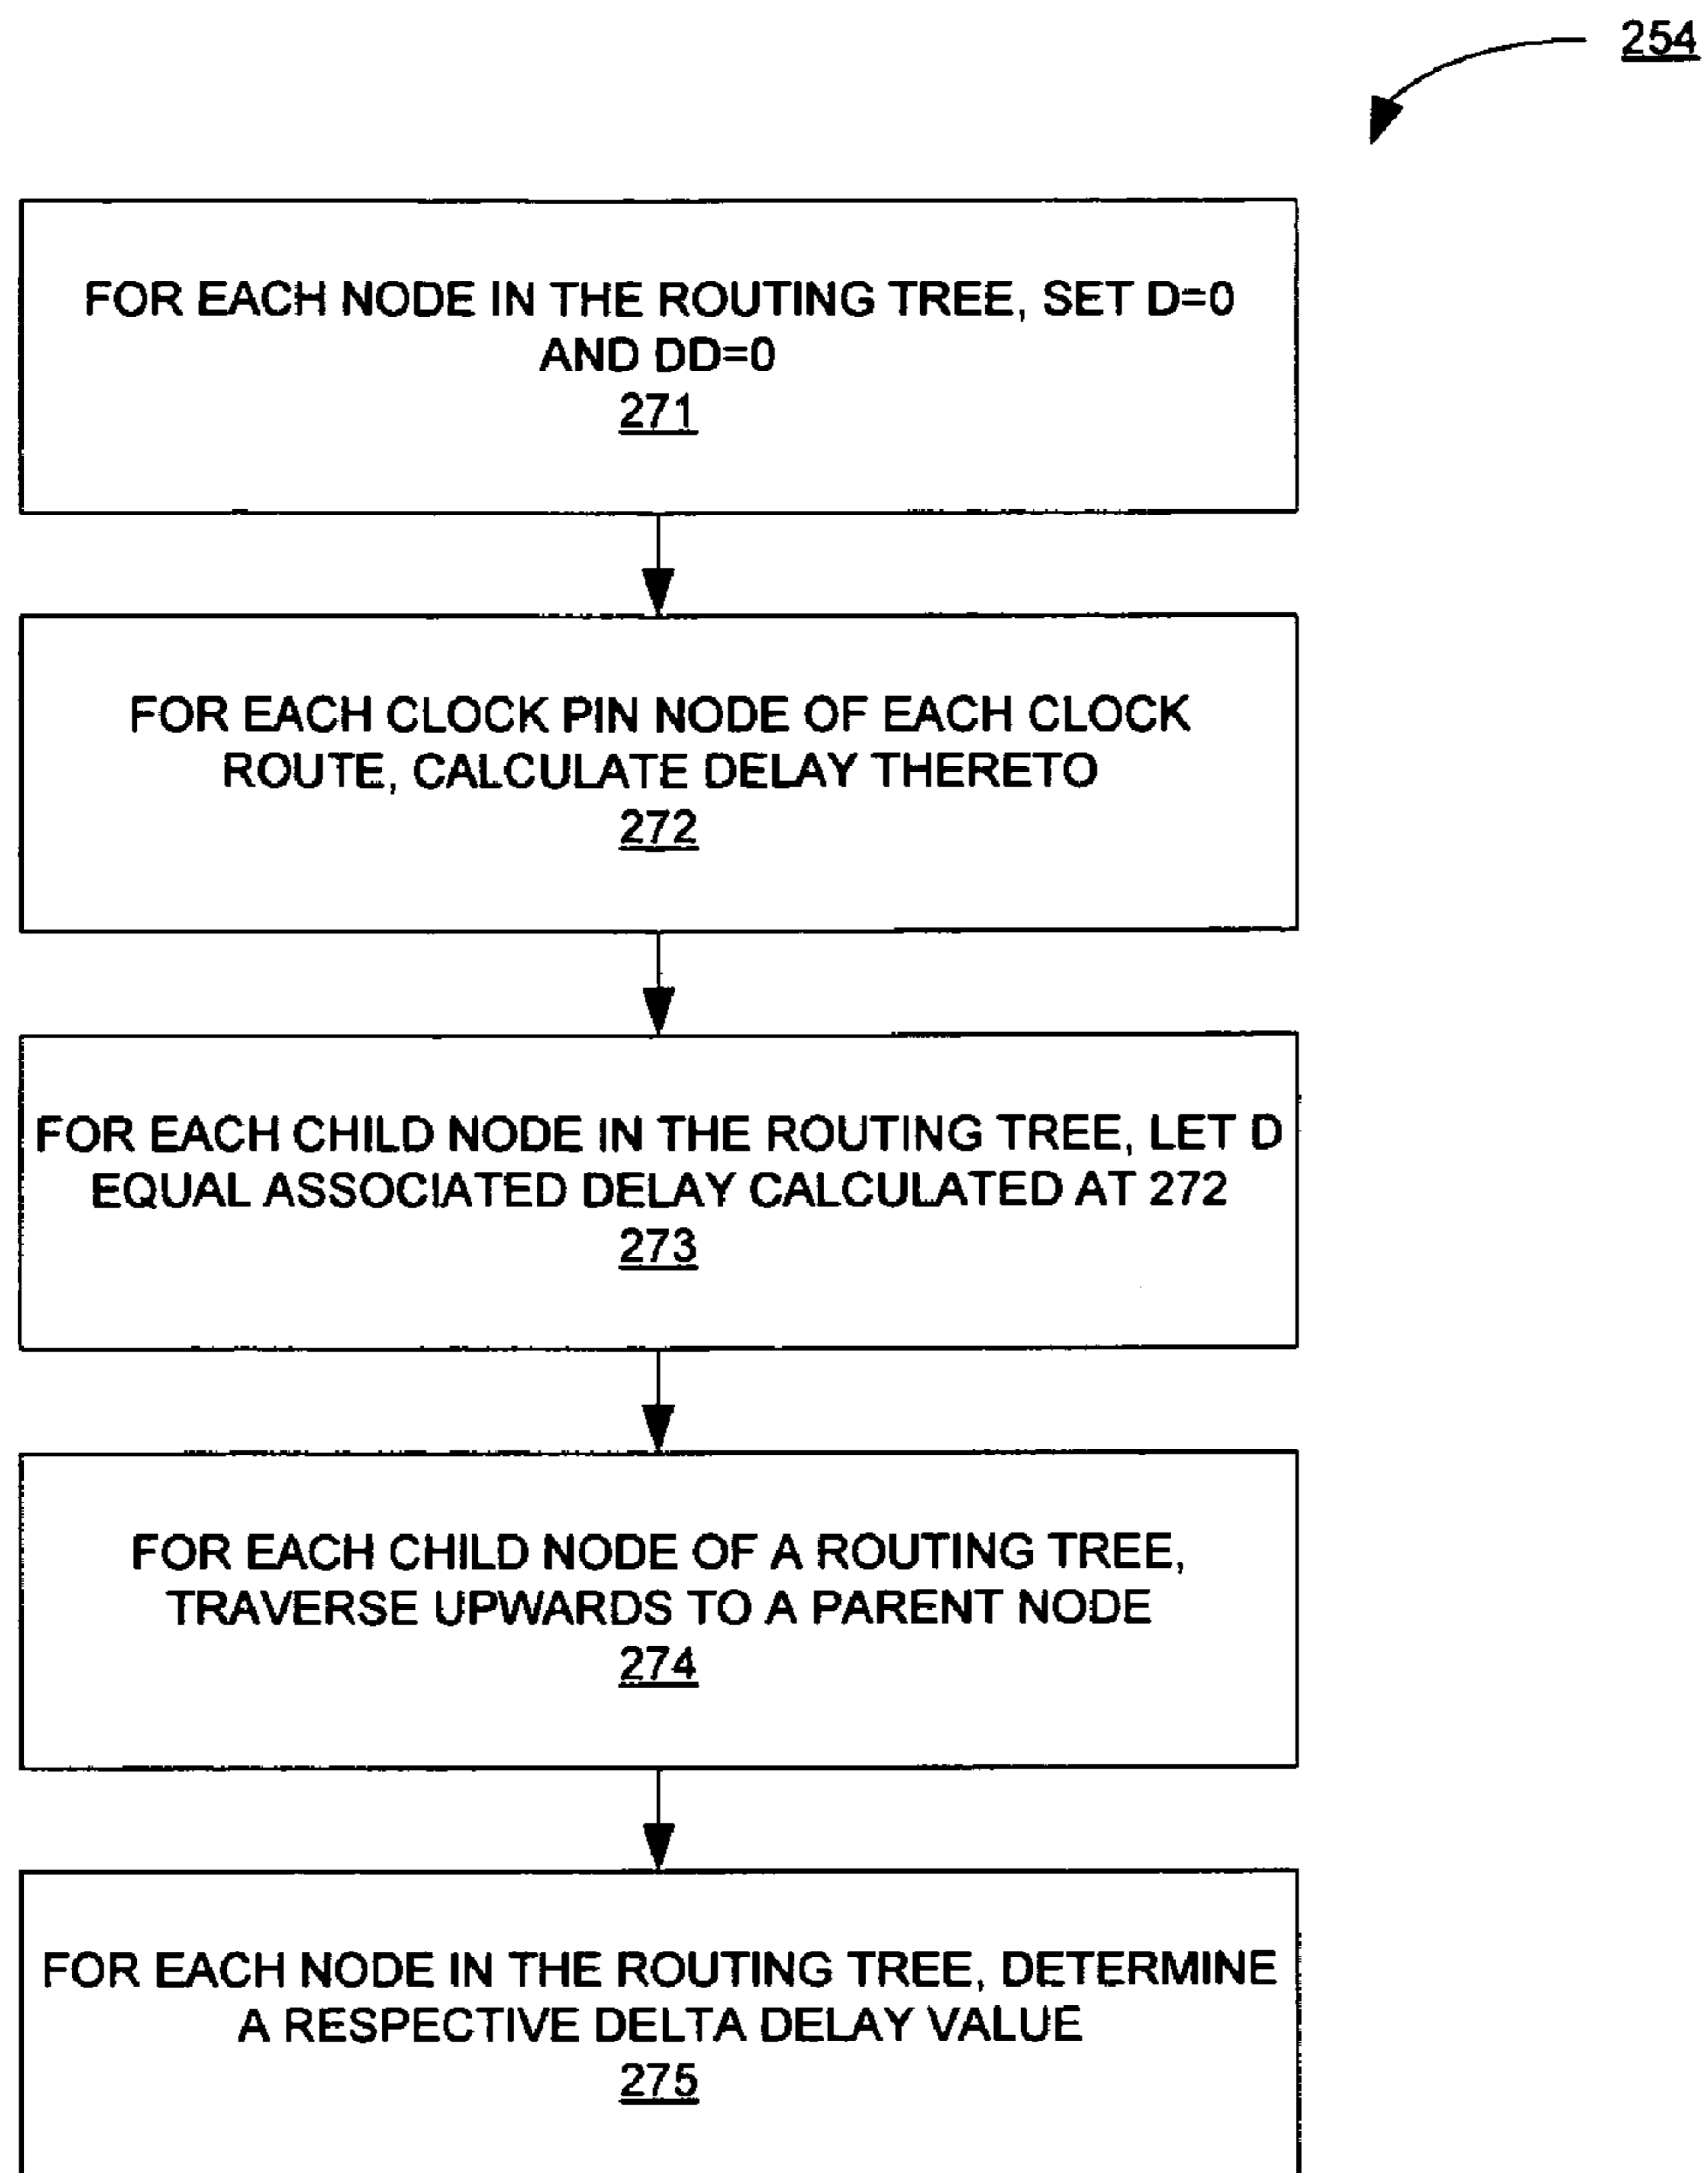 254
FOR EACH NODE IN THE ROUTING TREE, SET D=0
AND DD=0
271
FOR EACH CLOCK PIN NODE OF EACH CLOCK
ROUTE, CALCULATE DELAY THERETO
272
FOR EACH CHILD NODE IN THE ROUTING TREE, LET D
EQUAL ASSOCIATED DELAY CALCULATED AT 272
273
FOR EACH CHILD NODE OF A ROUTING TREE,
TRAVERSE UPWARDS TO A PARENT NODE
274
FOR EACH NODE IN THE ROUTING TREE, DETERMINE
A RESPECTIVE DELTA DELAY VALUE
275